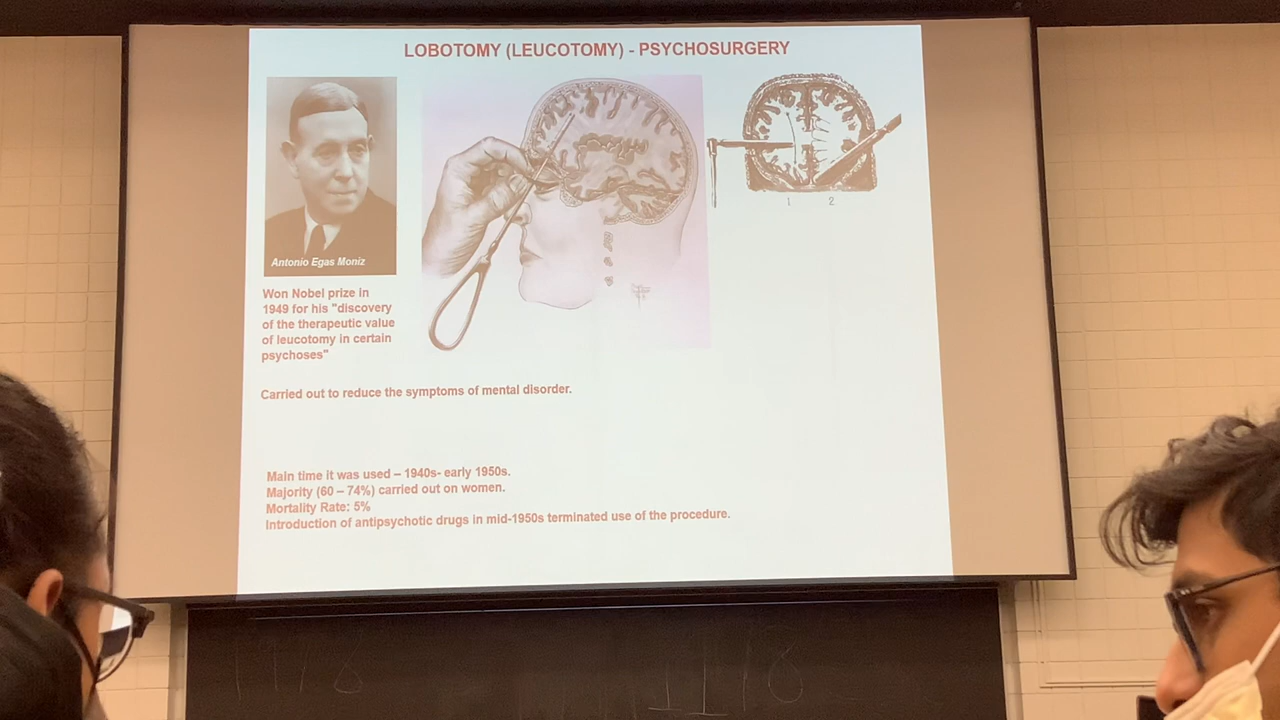 LOBOTOMY (LEUCOTOMY) - PSYCHOSURGERY
Antonio Egas Moniz
1 2
Won Nobel prize in
1949 for his "discovery
of the therapeutic value
of leucotomy in certain
psychoses"
Carried out to reduce the symptoms of mental disorder.
Main time it was used – 1940s- early 1950s.
Majority (60 – 74%) carried out on women.
Mortality Rate: 5%
Introduction of antipsychotic drugs in mid-1950s terminated use of the procedure.